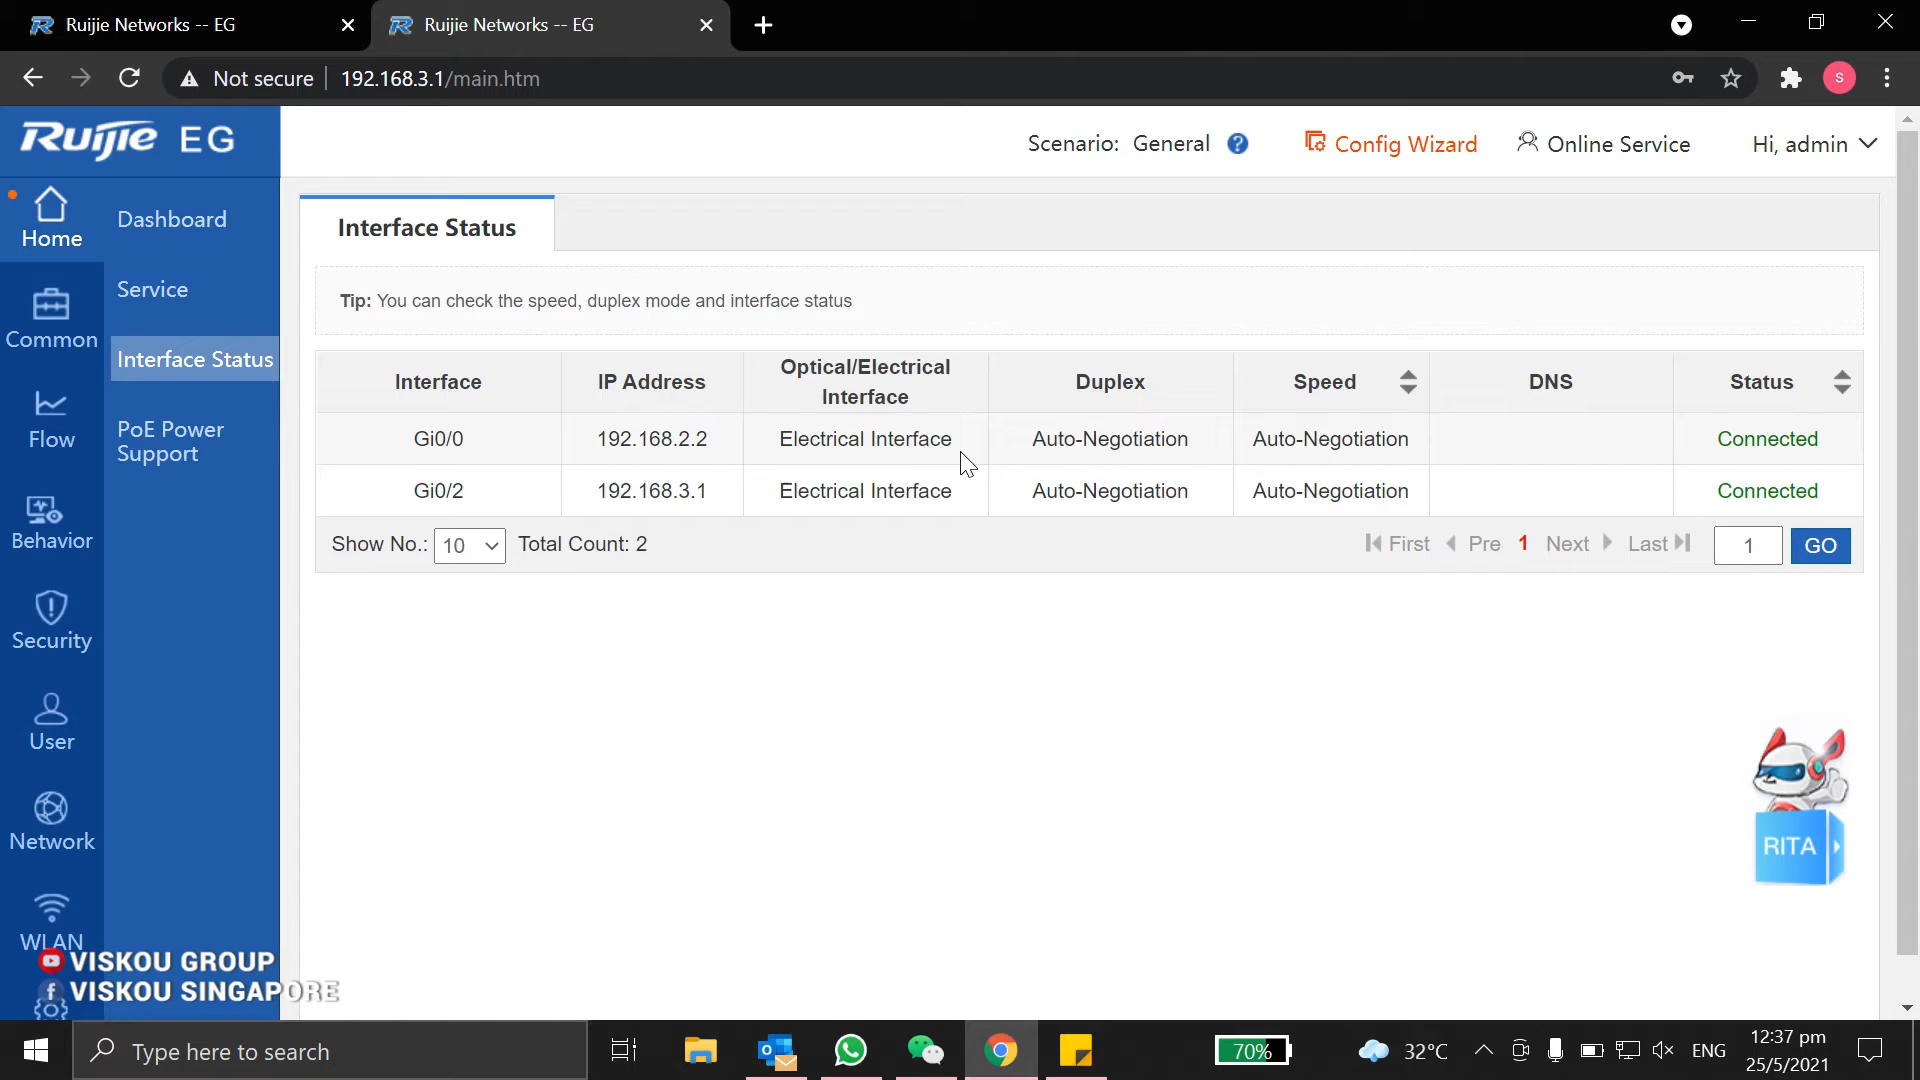 Ruijie Networks -- EG
Ruijie Networks -- EG
Not secure
192.168.3.1/main.htm
S
Ruijie EG
Scenario: General ?
Config Wizard
Online Service
Hi, admin
Home
Common
Flow
Behavior
Security
User
Network
WLAN
Dashboard
Service
Interface Status
PoE Power
Support
Interface Status
Tip: You can check the speed, duplex mode and interface status
Interface IP Address Optical/Electrical Interface Duplex Speed DNS Status
Gi0/0 192.168.2.2 Electrical Interface Auto-Negotiation Auto-Negotiation Connected
Gi0/2 192.168.3.1 Electrical Interface Auto-Negotiation Auto-Negotiation Connected
Show No.: 10 Total Count: 2 First Pre 1 Next Last 1 GO
RITA
VISKOU GROUP
f VISKOU SINGAPORE
Type here to search
70%
32°C
ENG
12:37 pm
25/5/2021